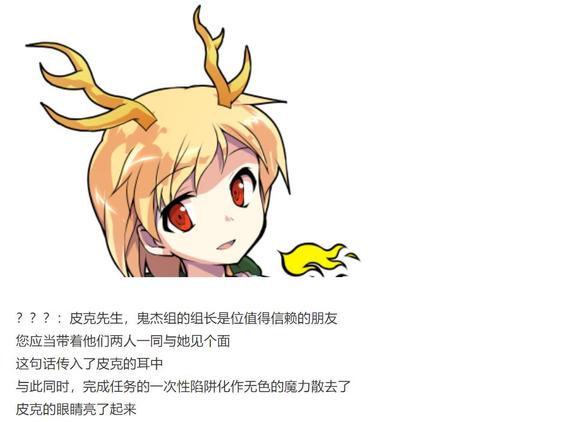 ？？？：皮克先生，鬼杰组的组长是位值得信赖的朋友
您应当带着他们两人一同与她见个面
这句话传入了皮克的耳中
与此同时，完成任务的一次性陷阱化作无色的魔力散去了
皮克的眼睛亮了起来